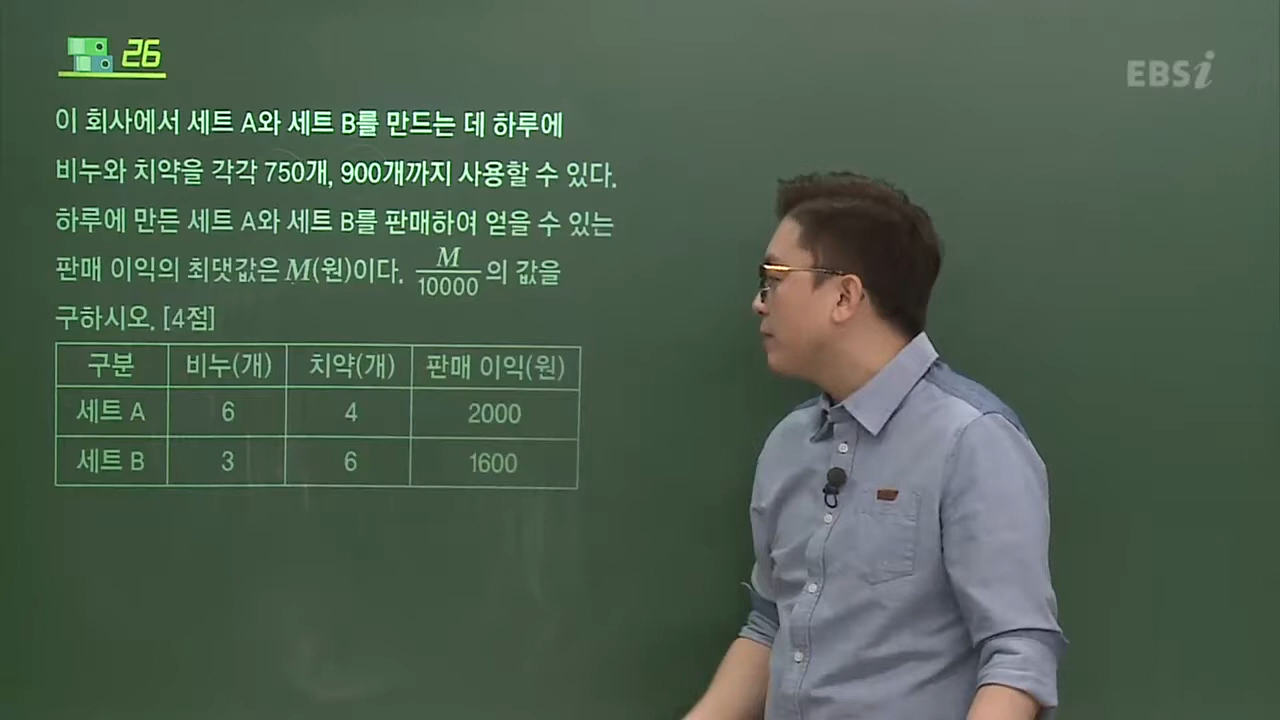 26
EBSi
이 회사에서 세트 A와 세트 B를 만드는 데 하루에
비누와 치약을 각각 750개, 900개까지 사용할 수 있다.
하루에 만든 세트 A와 세트 B를 판매하여 얻을 수 있는
판매 이익의 최댓값은 M(원)이다. M/10000의 값을
구하시오. [4점]
구분 비누(개) 치약(개) 판매 이익(원)
세트 A 6 4 2000
세트 B 3 6 1600